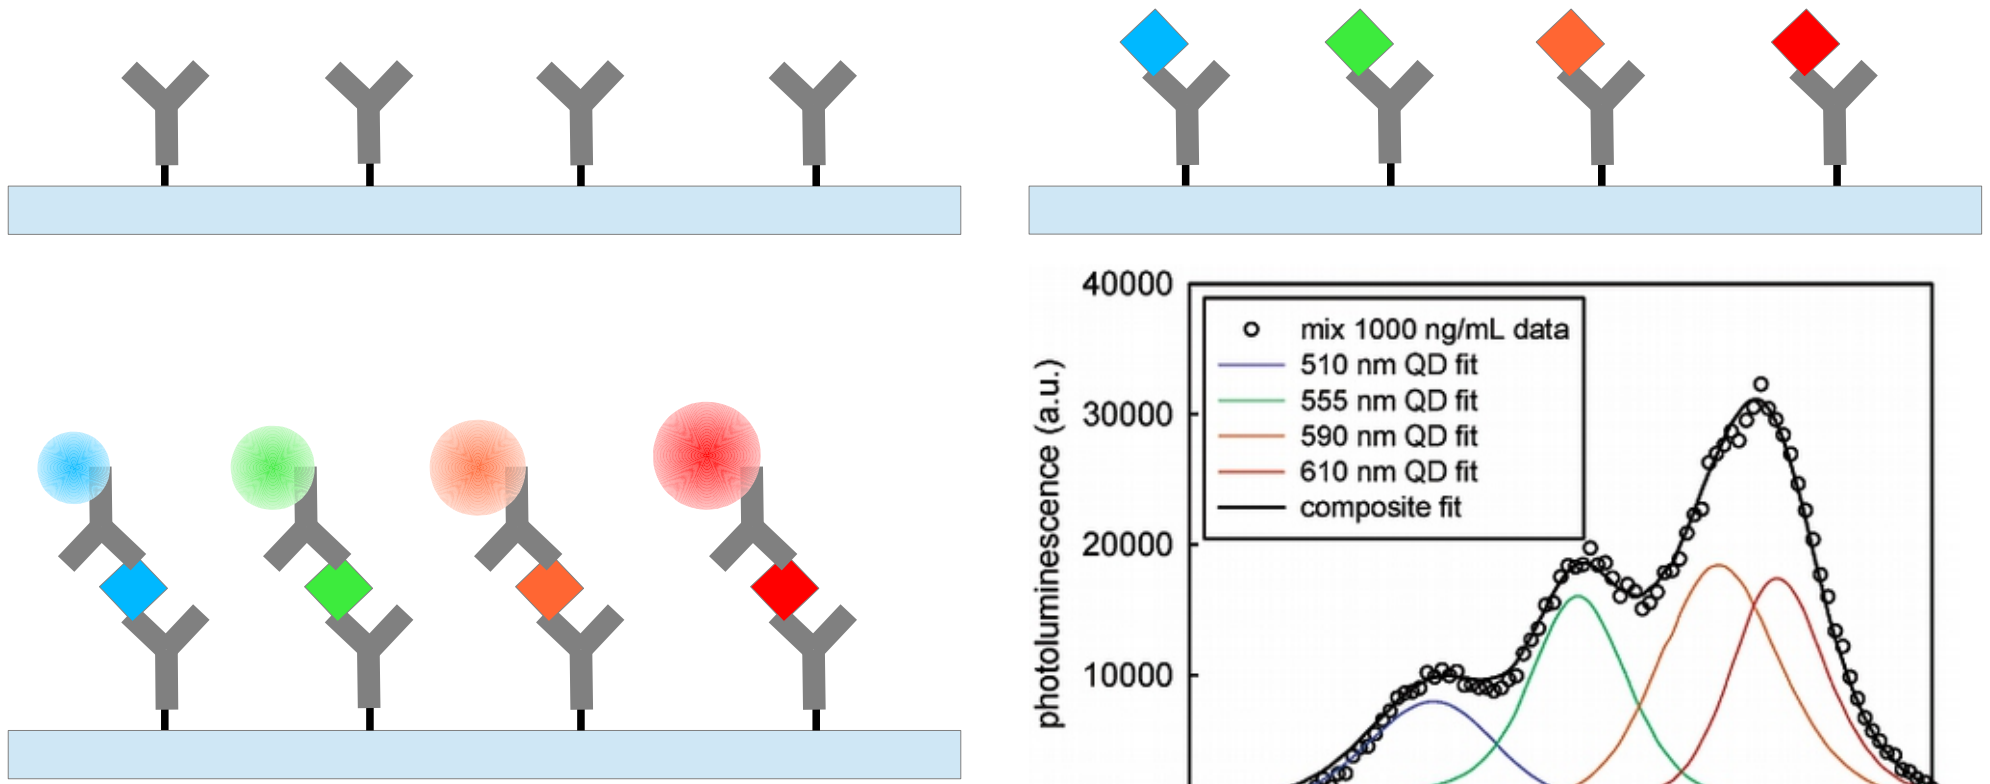 40000
mix 1000 ng/mL data
510 nm QD fit
555 nm QD fit
590 nm QD fit
610 nm QD fit
composite fit
30000
20000
10000
photoluminescence (a.u.)